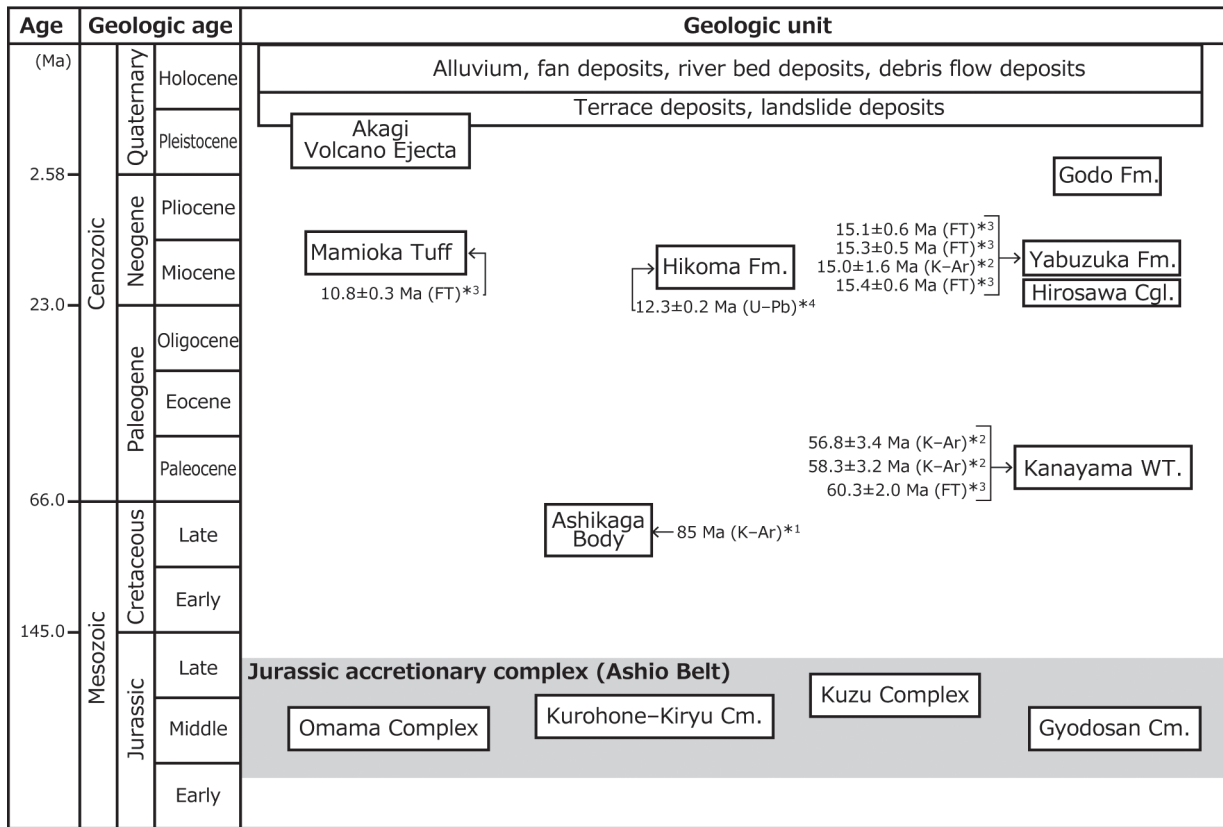 Age
Geologic age
Geologic unit
(Ma)
Cenozoic
Quaternary
Holocene
Alluvium, fan deposits, river bed deposits, debris flow deposits
Terrace deposits, landslide deposits
Pleistocene
Akagi
Volcano Ejecta
2.58
Godo Fm.
Neogene
Pliocene
Miocene
Mamioka Tuff
10.8±0.3 Ma (FT)*3
Hikoma Fm.
12.3±0.2 Ma (U–Pb)*4
15.1±0.6 Ma (FT)*3
15.3±0.5 Ma (FT)*3
15.0±1.6 Ma (K–Ar)*2
15.4±0.6 Ma (FT)*3
Yabuzuka Fm.
Hirosawa Cgl.
23.0
Paleogene
Oligocene
Eocene
Paleocene
56.8±3.4 Ma (K–Ar)*2
58.3±3.2 Ma (K–Ar)*2
60.3±2.0 Ma (FT)*3
Kanayama WT.
66.0
Mesozoic
Cretaceous
Late
Ashikaga
Body
85 Ma (K–Ar)*1
Early
145.0
Jurassic
Late
Jurassic accretionary complex (Ashio Belt)
Kuzu Complex
Middle
Omama Complex
Kurohone–Kiryu Cm.
Gyodosan Cm.
Early